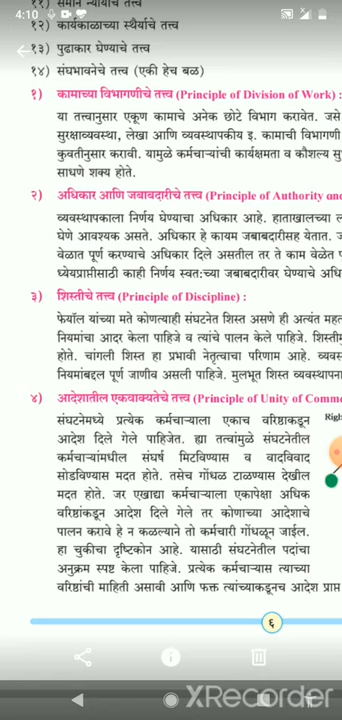 4:10
११) समान न्यायाचे तत्त्व
१२) कार्यकाळाच्या स्थैर्याचे तत्त्व
१३) पुढाकार घेण्याचे तत्त्व
१४) संघभावनेचे तत्त्व (एकी हेच बळ)
१) कामाच्या विभागणीचे तत्त्व (Principle of Division of Work) :
या तत्त्वानुसार एकूण कामाचे अनेक छोटे विभाग करावेत. जसे
सुरक्षाव्यवस्था, लेखा आणि व्यवस्थापकीय इ. कामाची विभागणी
कुवतीनुसार करावी. यामुळे कर्मचाऱ्यांची कार्यक्षमता व कौशल्य सु
साधणे शक्य होते.
२) अधिकार आणि जबाबदारीचे तत्त्व (Principle of Authority an
व्यवस्थापकाला निर्णय घेण्याचा अधिकार आहे. हाताखालच्या ल
घेणे आवश्यक असते. अधिकार हे कायम जबाबदारीसह येतात. ज
वेळात पूर्ण करण्याचे अधिकार दिले असतील तर ते काम वेळेत
ध्येयप्राप्तीसाठी काही निर्णय स्वतःच्या जबाबदारीवर घेण्याचे अधि
३) शिस्तीचे तत्त्व (Principle of Discipline) :
फेयॉल यांच्या मते कोणत्याही संघटनेत शिस्त असणे ही अत्यंत महत
नियमांचा आदर केला पाहिजे व त्यांचे पालन केले पाहिजे. शिस्ती
होते. चांगली शिस्त हा प्रभावी नेतृत्वाचा परिणाम आहे. व्यवस
नियमांबद्दल पूर्ण जाणीव असली पाहिजे. मुलभूत शिस्त व्यवस्थापना
४) आदेशातील एकवाक्यतेचे तत्त्व (Principle of Unity of Comm
संघटनेमध्ये प्रत्येक कर्मचाऱ्याला एकाच वरिष्ठाकडून
Righ
आदेश दिले गेले पाहिजेत. ह्या तत्वांमुळे संघटनेतील
कर्मचाऱ्यांमधील संघर्ष मिटविण्यास व वादविवाद
सोडविण्यास मदत होते. तसेच गोंधळ टाळण्यास देखील
मदत होते. जर एखाद्या कर्मचाऱ्याला एकापेक्षा अधिक
वरिष्ठांकडून आदेश दिले गेले तर कोणाच्या आदेशाचे
पालन करावे हे न कळल्याने तो कर्मचारी गोंधळून जाईल.
हा चुकीचा दृष्टिकोन आहे. यासाठी संघटनेतील पदांचा
अनुक्रम स्पष्ट केला पाहिजे. प्रत्येक कर्मचाऱ्यास त्याच्या
वरिष्ठांची माहिती असावी आणि फक्त त्यांच्याकडूनच आदेश प्राप्त
६
XRecorder